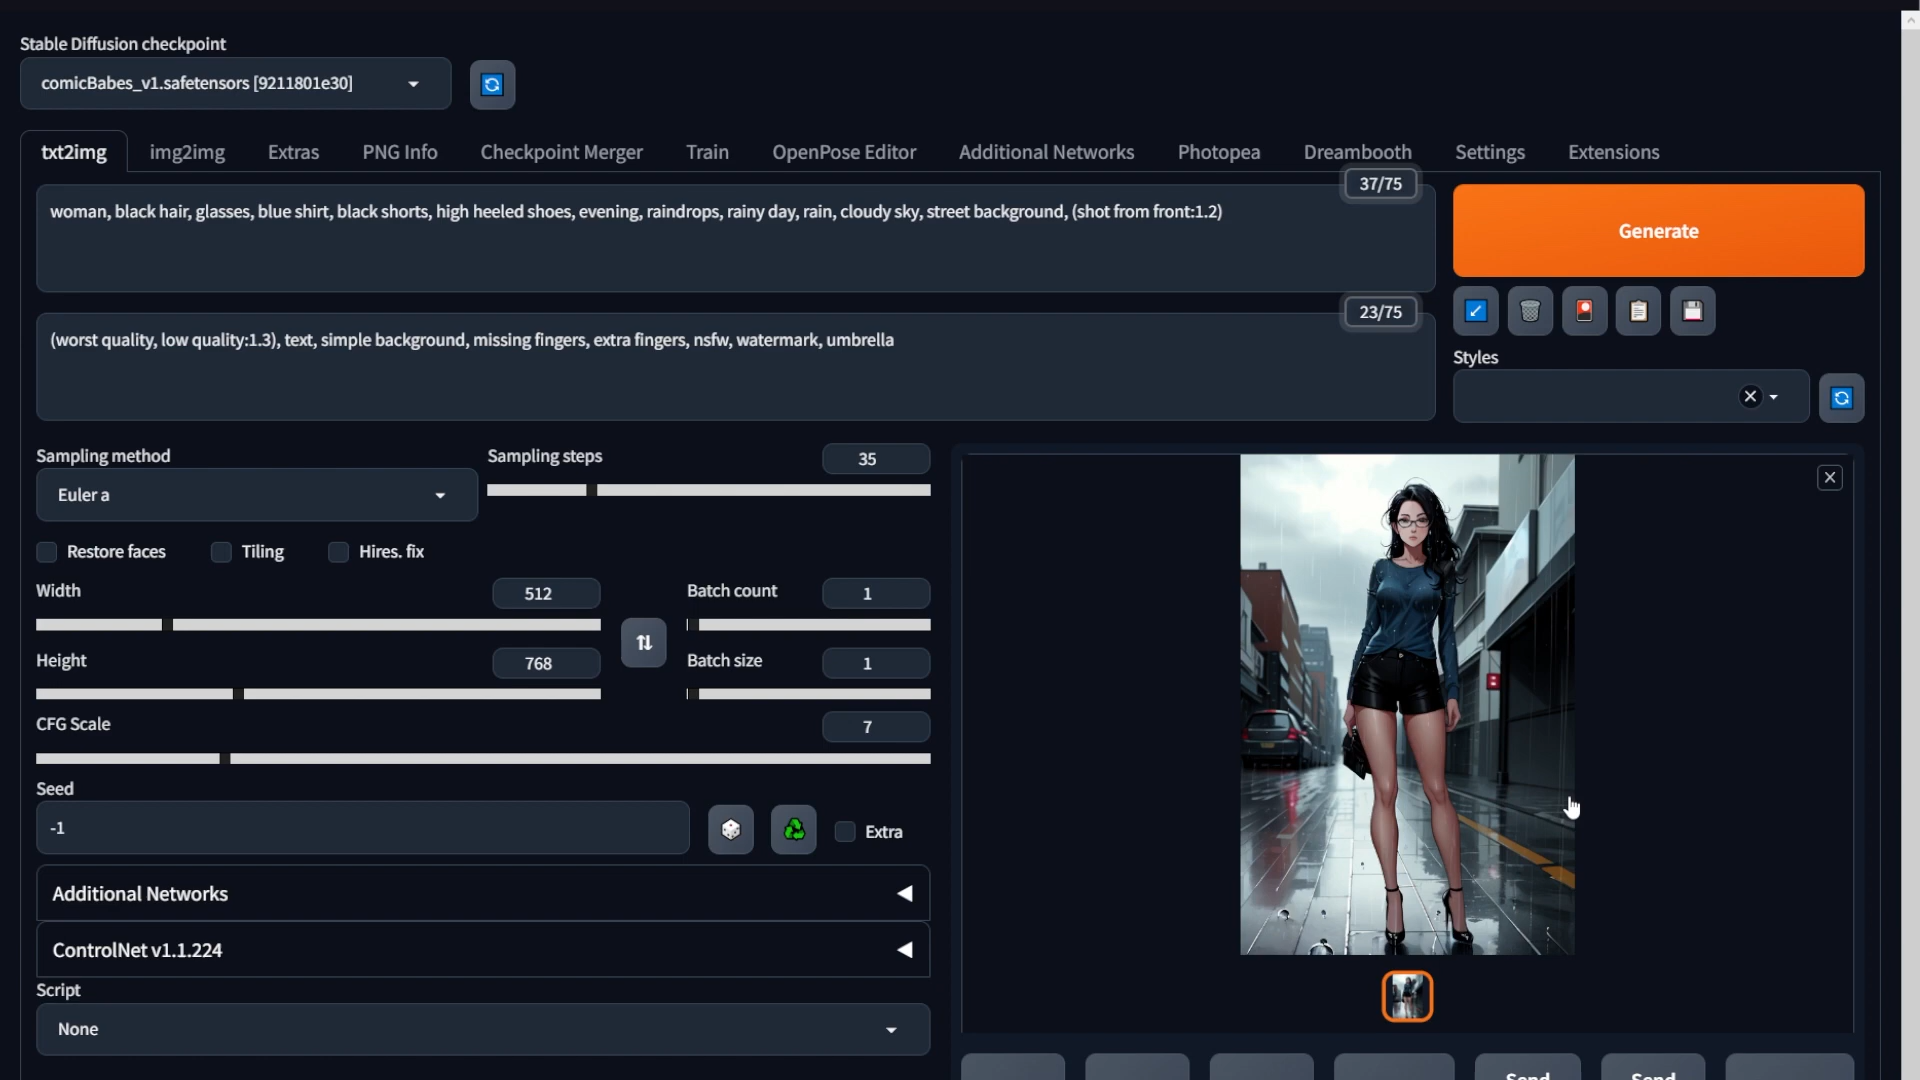 Stable Diffusion checkpoint
comicBabes_v1.safetensors [9211801e30]
txt2img
img2img
Extras
PNG Info
Checkpoint Merger
Train
OpenPose Editor
Additional Networks
Photopea
Dreambooth
Settings
Extensions
37/75
woman, black hair, glasses, blue shirt, black shorts, high heeled shoes, evening, raindrops, rainy day, rain, cloudy sky, street background, (shot from front:1.2)
Generate
23/75
(worst quality, low quality:1.3), text, simple background, missing fingers, extra fingers, nsfw, watermark, umbrella
Styles
Sampling method
Euler a
Sampling steps
35
Restore faces
Tiling
Hires. fix
Width
512
Batch count
1
Height
768
Batch size
1
CFG Scale
7
Seed
-1
Extra
Additional Networks
ControlNet v1.1.224
Script
None
Send
Send